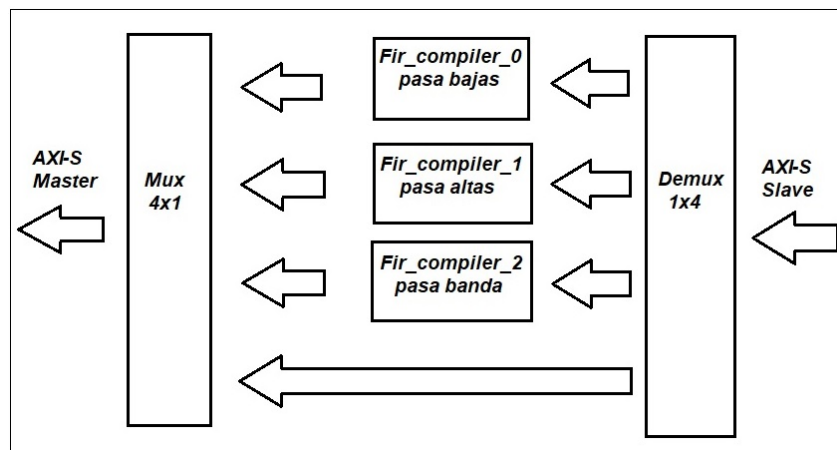 Fir_compiler_0
pasa bajas
AXI-S
Master
Mux
4x1
Fir_compiler_1
pasa altas
Demux
1x4
AXI-S
Slave
Fir_compiler_2
pasa banda